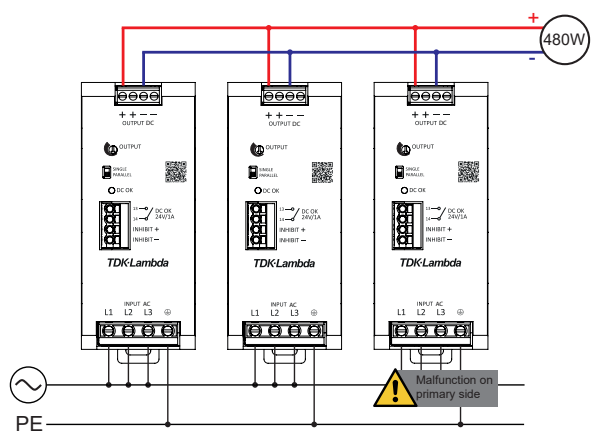 +
480W
-
+ + − −
OUTPUT DC
OUTPUT
SINGLE
PARALLEL
DC OK
13
14
DC OK
24V/1A
INHIBIT +
INHIBIT −
TDK·Lambda
INPUT AC
L1 L2 L3
+ + − −
OUTPUT DC
OUTPUT
SINGLE
PARALLEL
DC OK
13
14
DC OK
24V/1A
INHIBIT +
INHIBIT −
TDK·Lambda
INPUT AC
L1 L2 L3
+ + − −
OUTPUT DC
OUTPUT
SINGLE
PARALLEL
DC OK
13
14
DC OK
24V/1A
INHIBIT +
INHIBIT −
TDK·Lambda
INPUT AC
L1 L2 L3
Malfunction on
primary side
PE